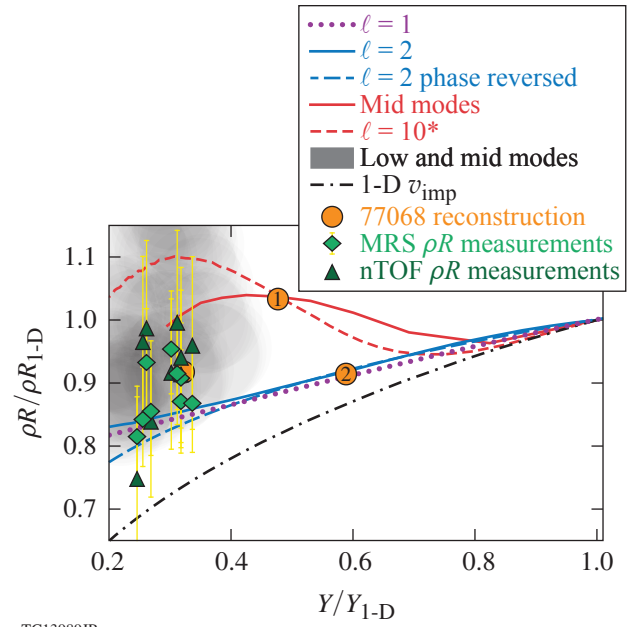 ℓ = 1
ℓ = 2
ℓ = 2 phase reversed
Mid modes
ℓ = 10*
Low and mid modes
1-D v_imp
77068 reconstruction
MRS ρR measurements
nTOF ρR measurements
1.1
1.0
0.9
0.8
0.7
ρR/ρR_1-D
1
2
0.2 0.4 0.6 0.8 1.0
Y/Y_1-D